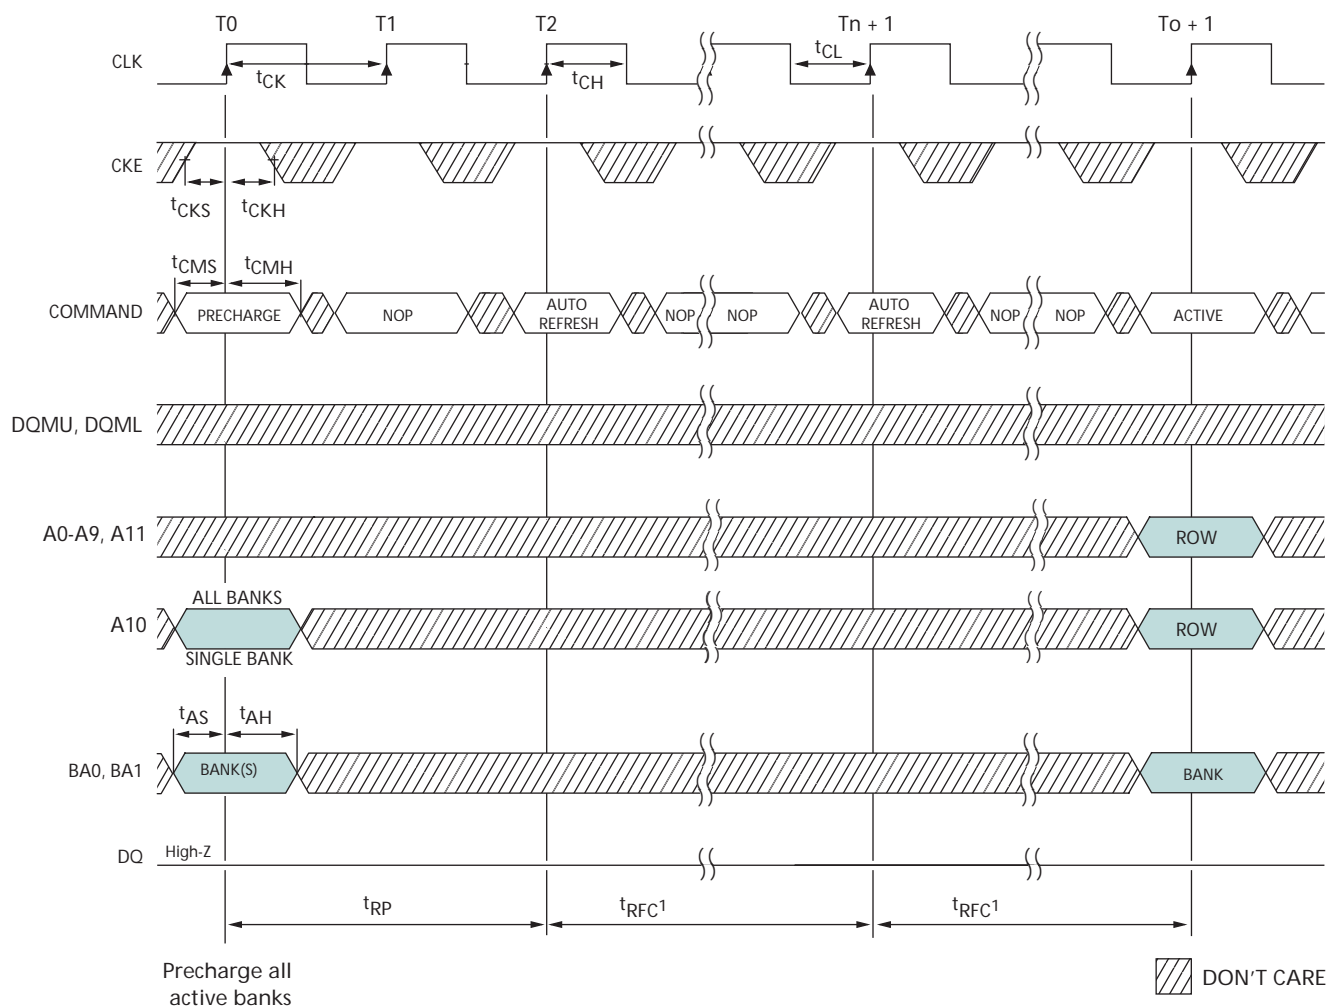 T0 T1 T2 Tn + 1 To + 1
CLK
tCK tCH tCL
CKE
tCKS tCKH
tCMS tCMH
COMMAND PRECHARGE NOP AUTO REFRESH NOP NOP AUTO REFRESH NOP NOP ACTIVE
DQMU, DQML
A0-A9, A11 ROW
ALL BANKS
A10 ROW
SINGLE BANK
tAS tAH
BA0, BA1 BANK(S) BANK
DQ High-Z
tRP tRFC1 tRFC1
Precharge all
active banks
DON'T CARE